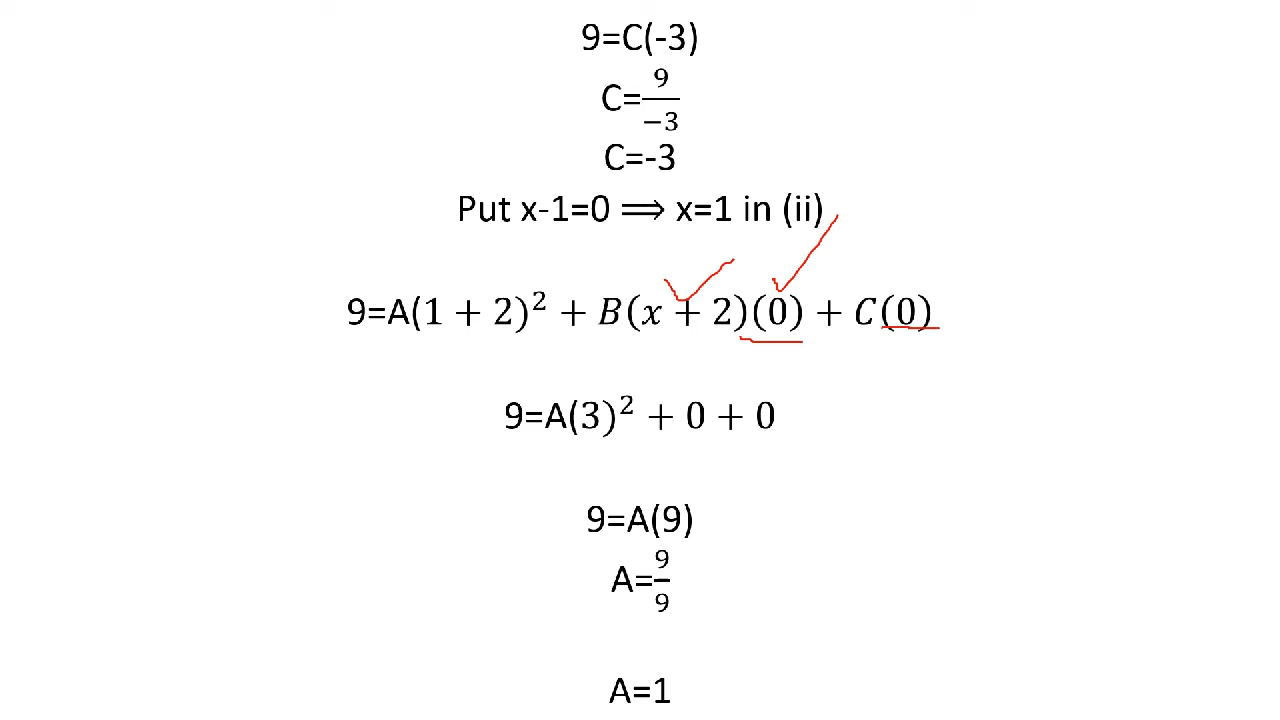 9=C(-3)
C=9/−3
C=-3
Put x-1=0 ⟹ x=1 in (ii)
9=A(1 + 2)² + B(x + 2)(0) + C(0)
9=A(3)² + 0 + 0
9=A(9)
A=9/9
A=1